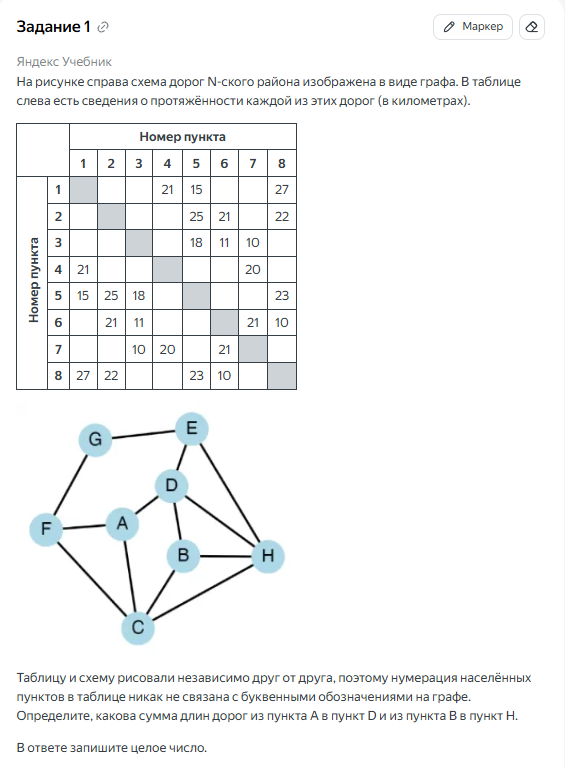 Задание 1
Маркер
Яндекс Учебник
На рисунке справа схема дорог N-ского района изображена в виде графа. В таблице
слева есть сведения о протяжённости каждой из этих дорог (в километрах).
Номер пункта
1 2 3 4 5 6 7 8
Номер пункта
1 21 15 27
2 25 21 22
3 18 11 10
4 21 20
5 15 25 18 23
6 21 11 21 10
7 10 20 21
8 27 22 23 10
G E
D
F A
B H
C
Таблицу и схему рисовали независимо друг от друга, поэтому нумерация населённых
пунктов в таблице никак не связана с буквенными обозначениями на графе.
Определите, какова сумма длин дорог из пункта A в пункт D и из пункта B в пункт H.
В ответе запишите целое число.